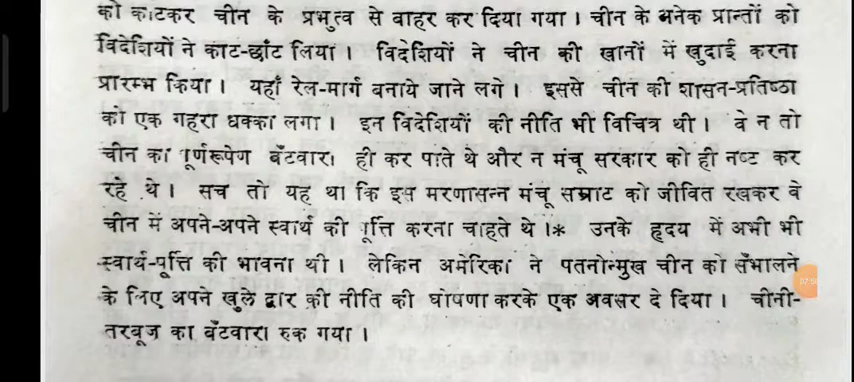 को काटकर चीन के प्रभुत्व से बाहर कर दिया गया। चीन के अनेक प्रान्तों को
विदेशियों ने काट-छाँट लिया। विदेशियों ने चीन की खानों में खुदाई करना
प्रारम्भ किया। यहाँ रेल-मार्ग बनाये जाने लगे। इससे चीन की शासन-प्रतिष्ठा
को एक गहरा धक्का लगा। इन विदेशियों की नीति भी विचित्र थी। वे न तो
चीन का पूर्णरूपेण बँटवारा ही कर पाते थे और न मंचू सरकार को ही नष्ट कर
रहे थे। सच तो यह था कि इस मरणासन्न मंचू सम्राट को जीवित रखकर वे
चीन में अपने-अपने स्वार्थ की पूर्त्ति करना चाहते थे।* उनके हृदय में अभी भी
स्वार्थ-पूर्त्ति की भावना थी। लेकिन अमेरिका ने पतनोन्मुख चीन को सँभालने
के लिए अपने खुले द्वार की नीति की घोषणा करके एक अवसर दे दिया। चीनी-
तरबूज का बँटवारा रुक गया।